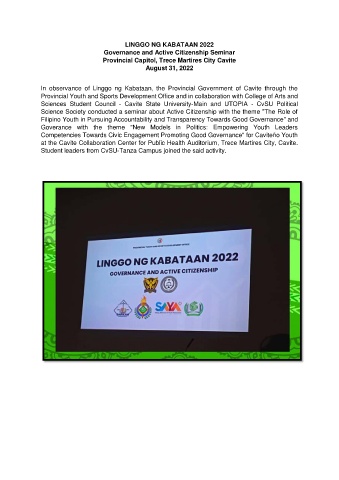 LINGGO NG KABATAAN 2022
Governance and Active Citizenship Seminar
Provincial Capitol, Trece Martires City Cavite
August 31, 2022
In observance of Linggo ng Kabataan, the Provincial Government of Cavite through the
Provincial Youth and Sports Development Office and in collaboration with College of Arts and
Sciences Student Council - Cavite State University-Main and UTOPIA - CvSU Political
Science Society conducted a seminar about Active Citizenship with the theme "The Role of
Filipino Youth in Pursuing Accountability and Transparency Towards Good Governance" and
Goverance with the theme "New Models in Politics: Empowering Youth Leaders
Competencies Towards Civic Engagement Promoting Good Governance" for Caviteño Youth
at the Cavite Collaboration Center for Public Health Auditorium, Trece Martires City, Cavite.
Student leaders from CvSU-Tanza Campus joined the said activity.
LINGGO NG KABATAAN 2022
GOVERNANCE AND ACTIVE CITIZENSHIP
SAYA